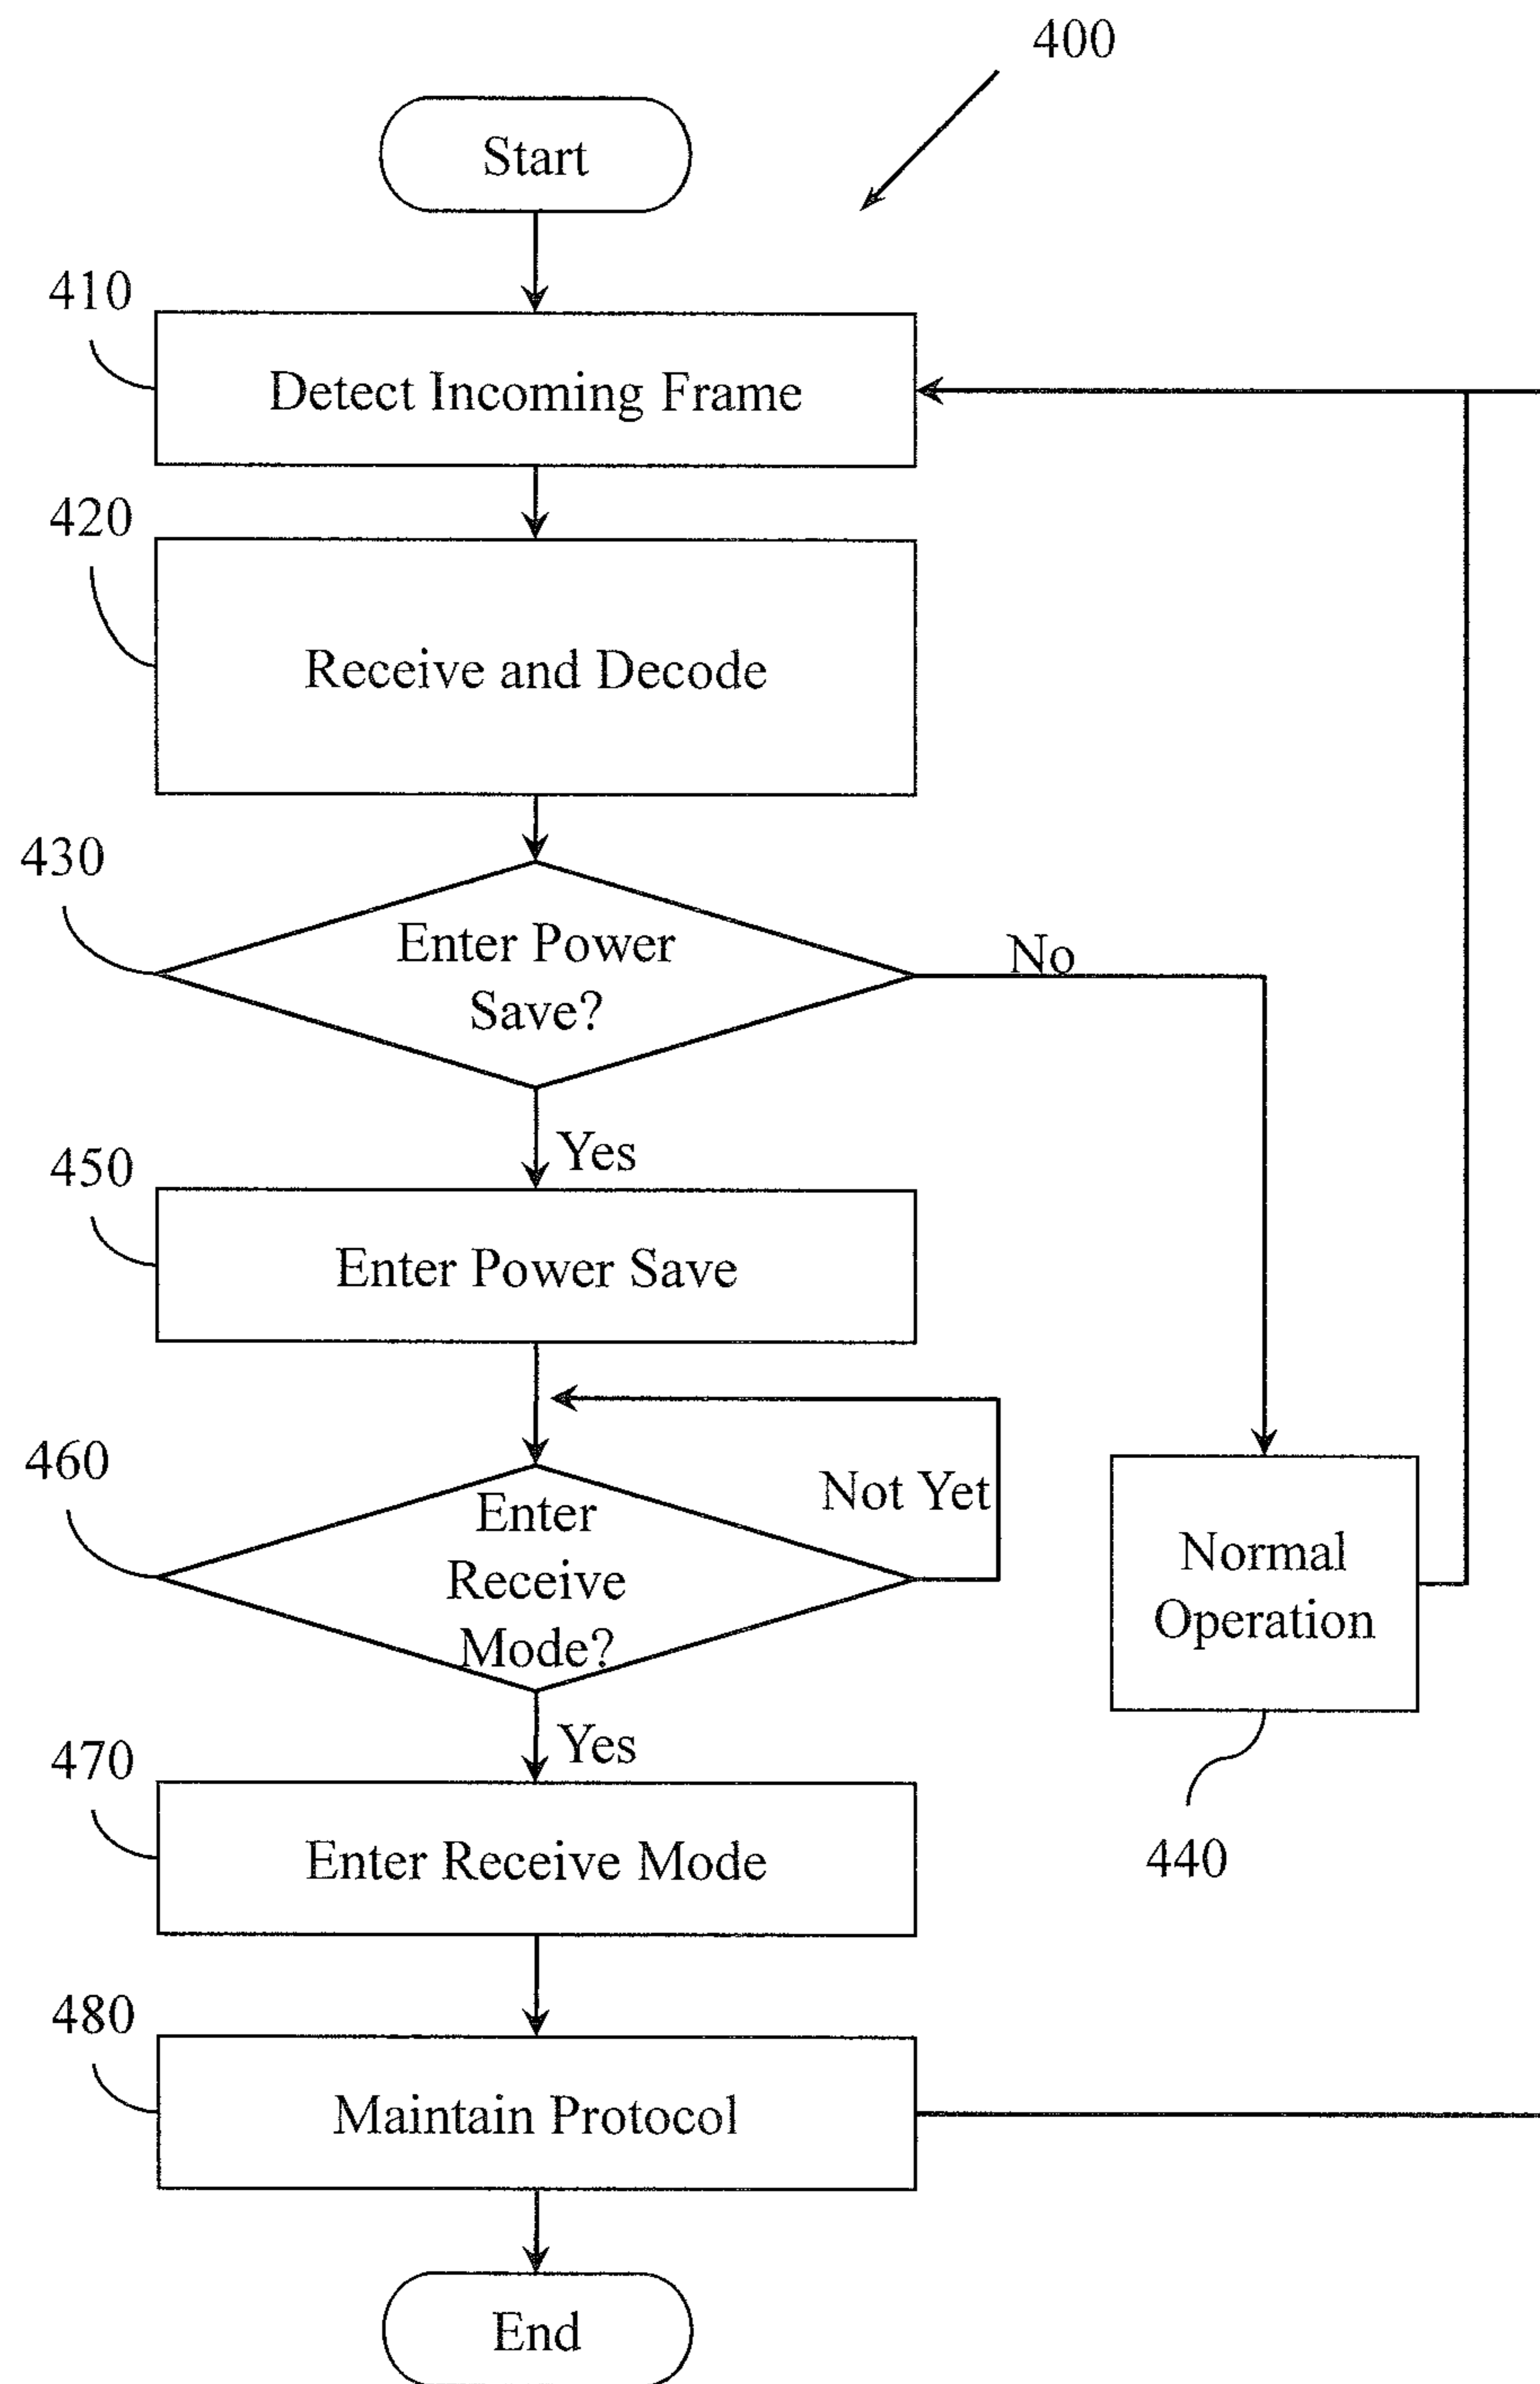 400
Start
410
Detect Incoming Frame
420
Receive and Decode
430
Enter Power
Save?
No
Yes
450
Enter Power Save
460
Enter
Receive
Mode?
Not Yet
Normal
Operation
440
Yes
470
Enter Receive Mode
480
Maintain Protocol
End